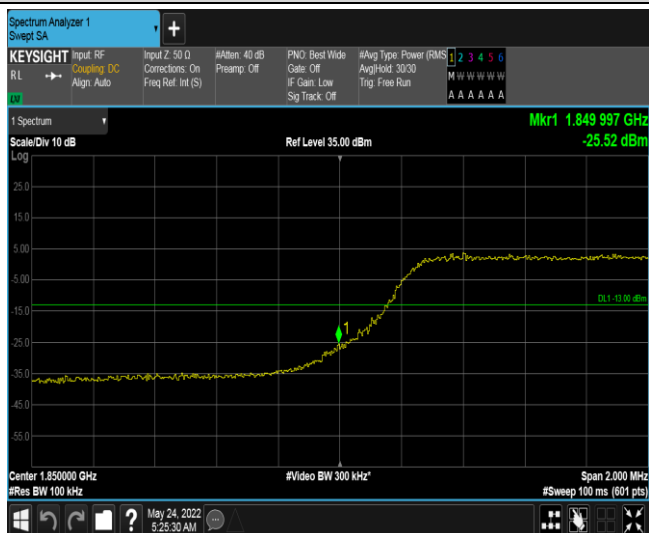 Spectrum Analyzer 1
Swept SA
+
KEYSIGHT
RL
Input: RF
Coupling: DC
Align: Auto
Input Z: 50 Ω
Corrections: On
Freq Ref: Int (S)
#Atten: 40 dB
Preamp: Off
PNO: Best Wide
Gate: Off
IF Gain: Low
Sig Track: Off
#Avg Type: Power (RMS
Avg|Hold: 30/30
Trig: Free Run
1 2 3 4 5 6
M W W W W W
A A A A A A
1 Spectrum
Scale/Div 10 dB
Ref Level 35.00 dBm
Mkr1 1.849 997 GHz
-25.52 dBm
Log
25.0
15.0
5.00
-5.00
-15.0
-25.0
-35.0
-45.0
-55.0
DL1 -13.00 dBm
1
Center 1.850000 GHz
#Res BW 100 kHz
#Video BW 300 kHz*
Span 2.000 MHz
#Sweep 100 ms (601 pts)
?
May 24, 2022
5:25:30 AM